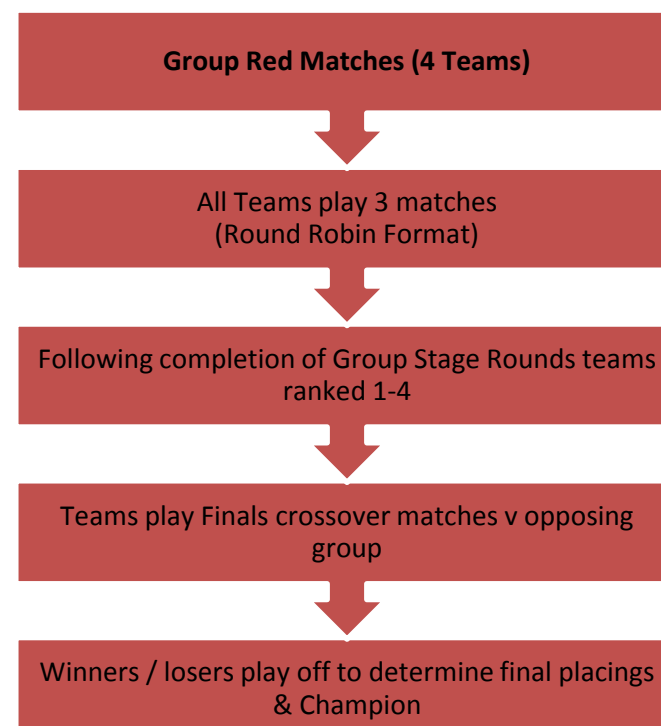 Group Red Matches (4 Teams)
All Teams play 3 matches
(Round Robin Format)
Following completion of Group Stage Rounds teams
ranked 1-4
Teams play Finals crossover matches v opposing
group
Winners / losers play off to determine final placings
& Champion